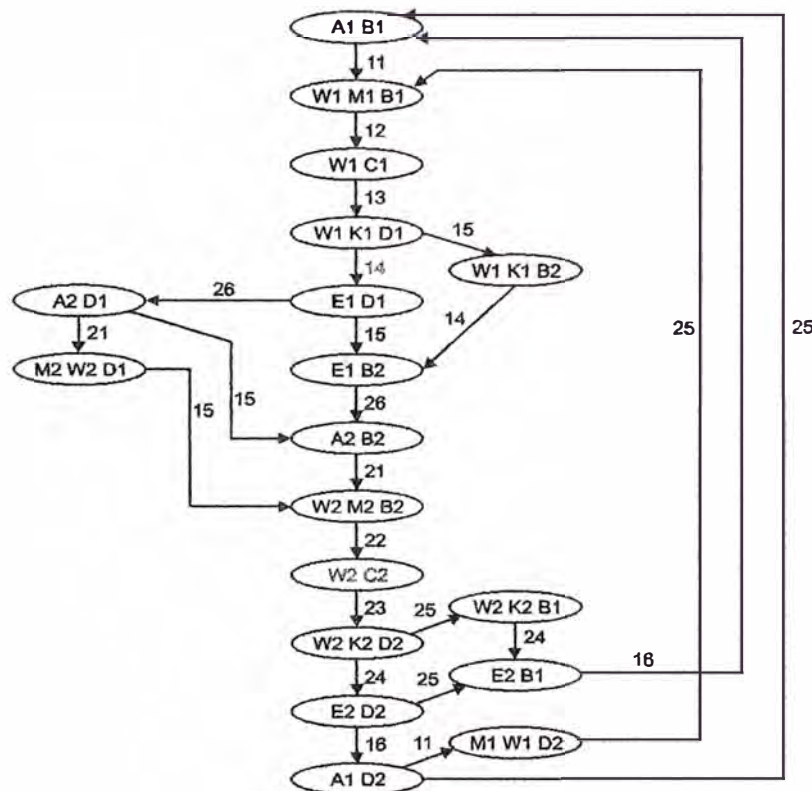 A1 B1
11
W1 M1 B1
12
W1 C1
13
W1 K1 D1
15
W1 K1 B2
14
A2 D1
26
E1 D1
21
15
14
25
25
M2 W2 D1
E1 B2
15
15
26
A2 B2
21
W2 M2 B2
22
W2 C2
23
25
W2 K2 B1
W2 K2 D2
24
24
25
E2 B1
16
E2 D2
16
11
M1 W1 D2
A1 D2